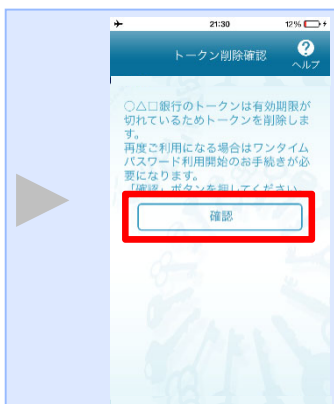 21:30 12%
トークン削除確認
?
ヘルプ
○△□銀行のトークンは有効期限が
切れているためトークンを削除しま
す。
再度ご利用になる場合はワンタイム
パスワード利用開始のお手続きが必
要になります。
「確認」ボタンを押してください。
確認